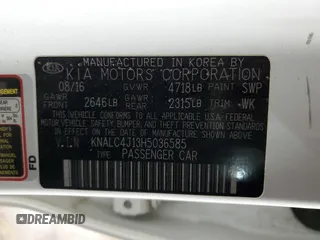 MANUFACTURED IN KOREA BY
KIA MOTORS CORPORATION
08/16 GVWR 4718LB PAINT SWP
GAWR FRONT 2646LB GAWR REAR 2315LB TRIM WK
THIS VEHICLE CONFORMS TO ALL APPLICABLE U.S.A. FEDERAL
MOTOR VEHICLE SAFETY, BUMPER, AND THEFT PREVENTION
STANDARDS IN EFFECT ON THE DATE OF MANUFACTURE
SHOWN ABOVE.
V.I.N KNALC4J13H5036585
PASSENGER CAR
FD
DREAMBID